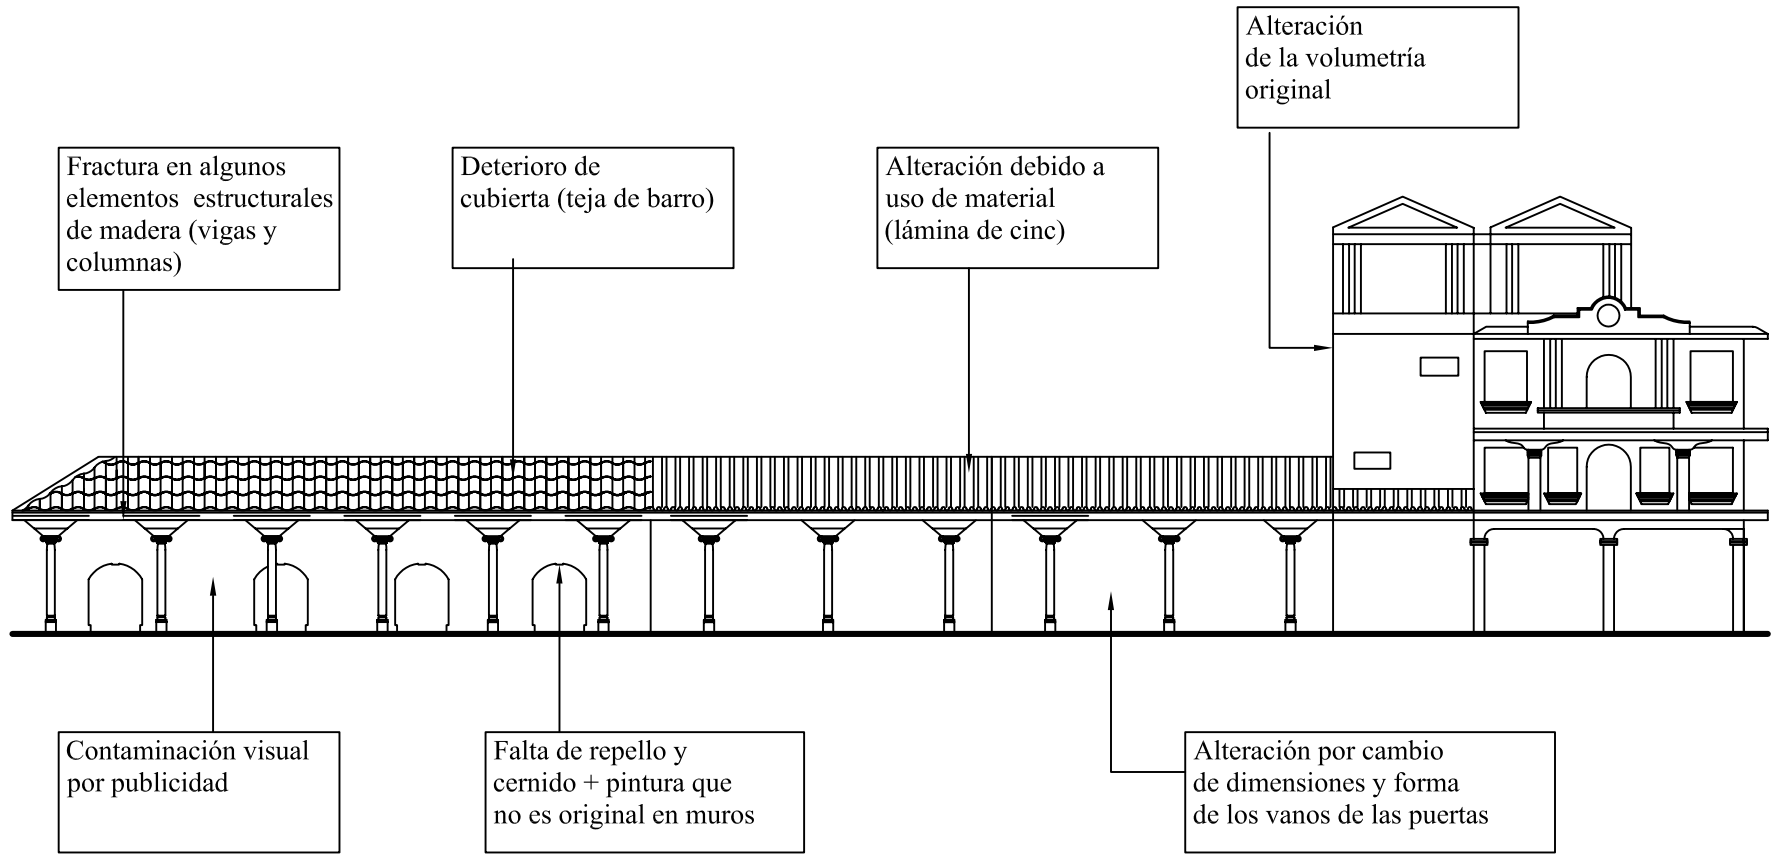 Alteración
de la volumetría
original
Fractura en algunos
elementos estructurales
de madera (vigas y
columnas)
Deterioro de
cubierta (teja de barro)
Alteración debido a
uso de material
(lámina de cinc)
Contaminación visual
por publicidad
Falta de repello y
cernido + pintura que
no es original en muros
Alteración por cambio
de dimensiones y forma
de los vanos de las puertas